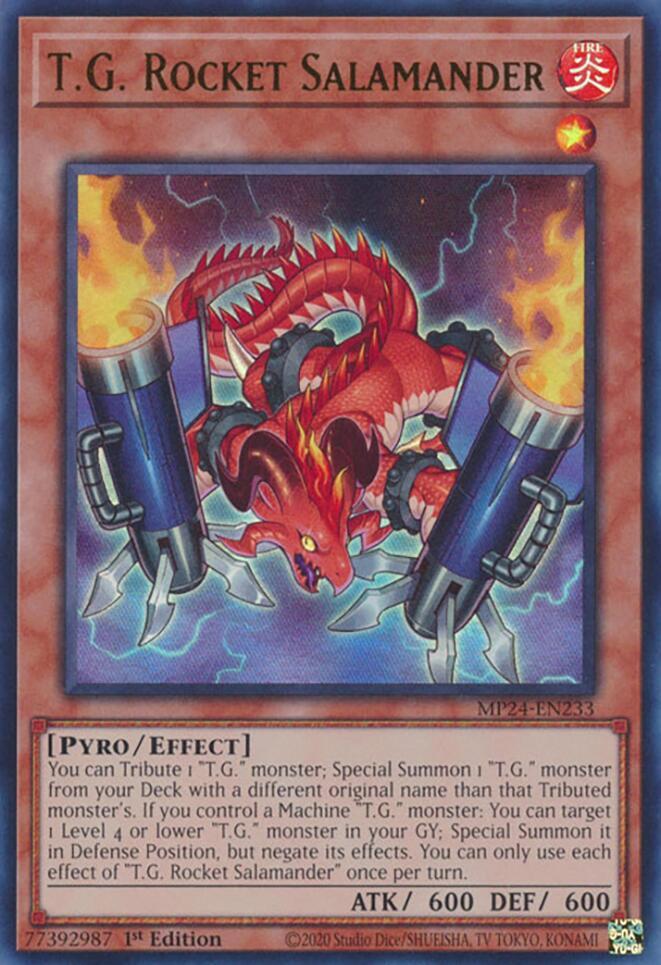 T.G. Rocket Salamander
FIRE
炎
MP24-EN233
[Pyro/Effect]
You can Tribute 1 "T.G." monster; Special Summon 1 "T.G." monster
from your Deck with a different original name than that Tributed
monster's. If you control a Machine "T.G." monster: You can target
1 Level 4 or lower "T.G." monster in your GY; Special Summon it
in Defense Position, but negate its effects. You can only use each
effect of "T.G. Rocket Salamander" once per turn.
ATK/ 600 DEF/ 600
77392987 1st Edition ©2020 Studio Dice/SHUEISHA, TV TOKYO, KONAMI